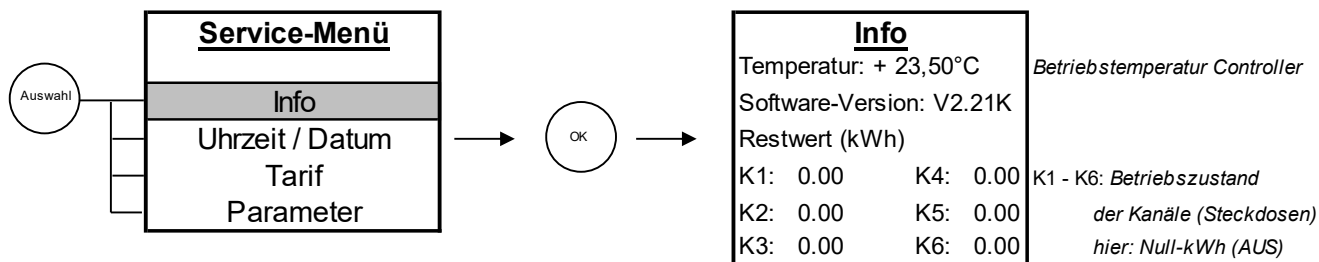 Auswahl
Service-Menü
Info
Uhrzeit / Datum
Tarif
Parameter
OK
Info
Temperatur: + 23,50°C
Betriebstemperatur Controller
Software-Version: V2.21K
Restwert (kWh)
K1: 0.00 K4: 0.00
K1 - K6: Betriebszustand
K2: 0.00 K5: 0.00
der Kanäle (Steckdosen)
K3: 0.00 K6: 0.00
hier: Null-kWh (AUS)